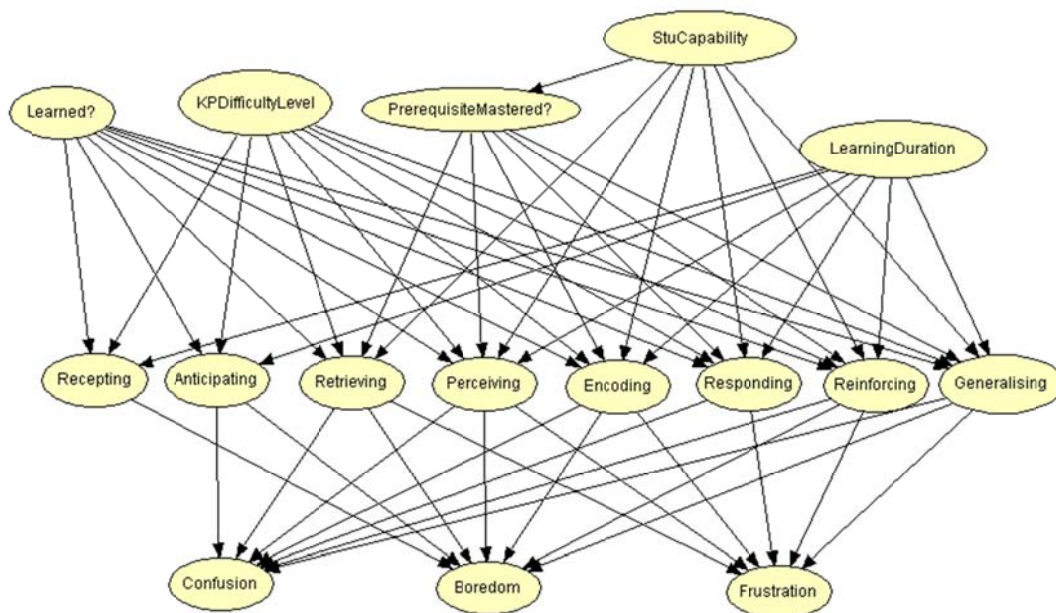 StuCapability
Learned?
KPDifficultyLevel
PrerequisiteMastered?
LearningDuration
Recepting
Anticipating
Retrieving
Perceiving
Encoding
Responding
Reinforcing
Generalising
Confusion
Boredom
Frustration